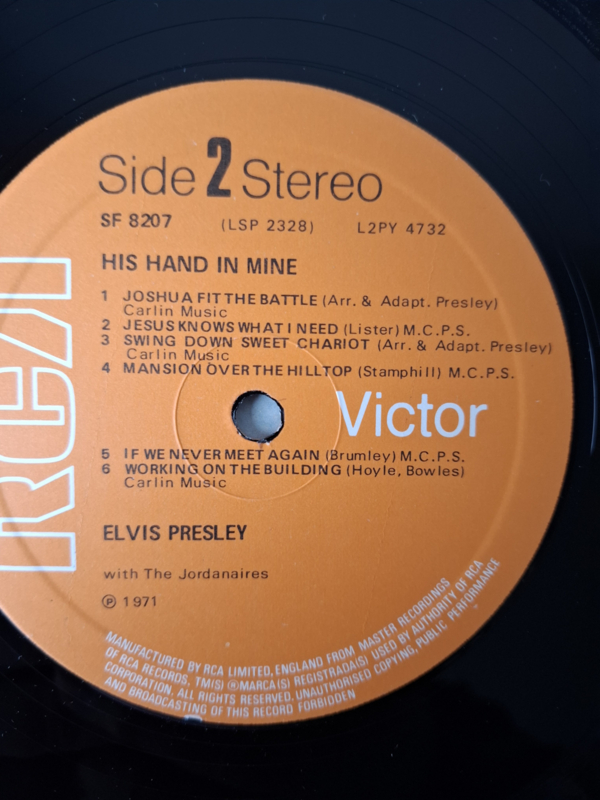 Side 2 Stereo
SF 8207 (LSP 2328) L2PY 4732
HIS HAND IN MINE
1 JOSHUA FIT THE BATTLE (Arr. & Adapt. Presley)
Carlin Music
2 JESUS KNOWS WHAT I NEED (Lister) M.C.P.S.
3 SWING DOWN SWEET CHARIOT (Arr. & Adapt. Presley)
Carlin Music
4 MANSION OVER THE HILLTOP (Stamphill) M.C.P.S.
RCA Victor
5 IF WE NEVER MEET AGAIN (Brumley) M.C.P.S.
6 WORKING ON THE BUILDING (Hoyle, Bowles)
Carlin Music
ELVIS PRESLEY
with The Jordanaires
℗ 1971
MANUFACTURED BY RCA LIMITED, ENGLAND FROM MASTER RECORDINGS
OF RCA RECORDS. TM(S) ® MARCA(S) REGISTRADA(S) USED BY AUTHORITY OF RCA
CORPORATION. ALL RIGHTS RESERVED. UNAUTHORISED COPYING, PUBLIC PERFORMANCE
AND BROADCASTING OF THIS RECORD FORBIDDEN